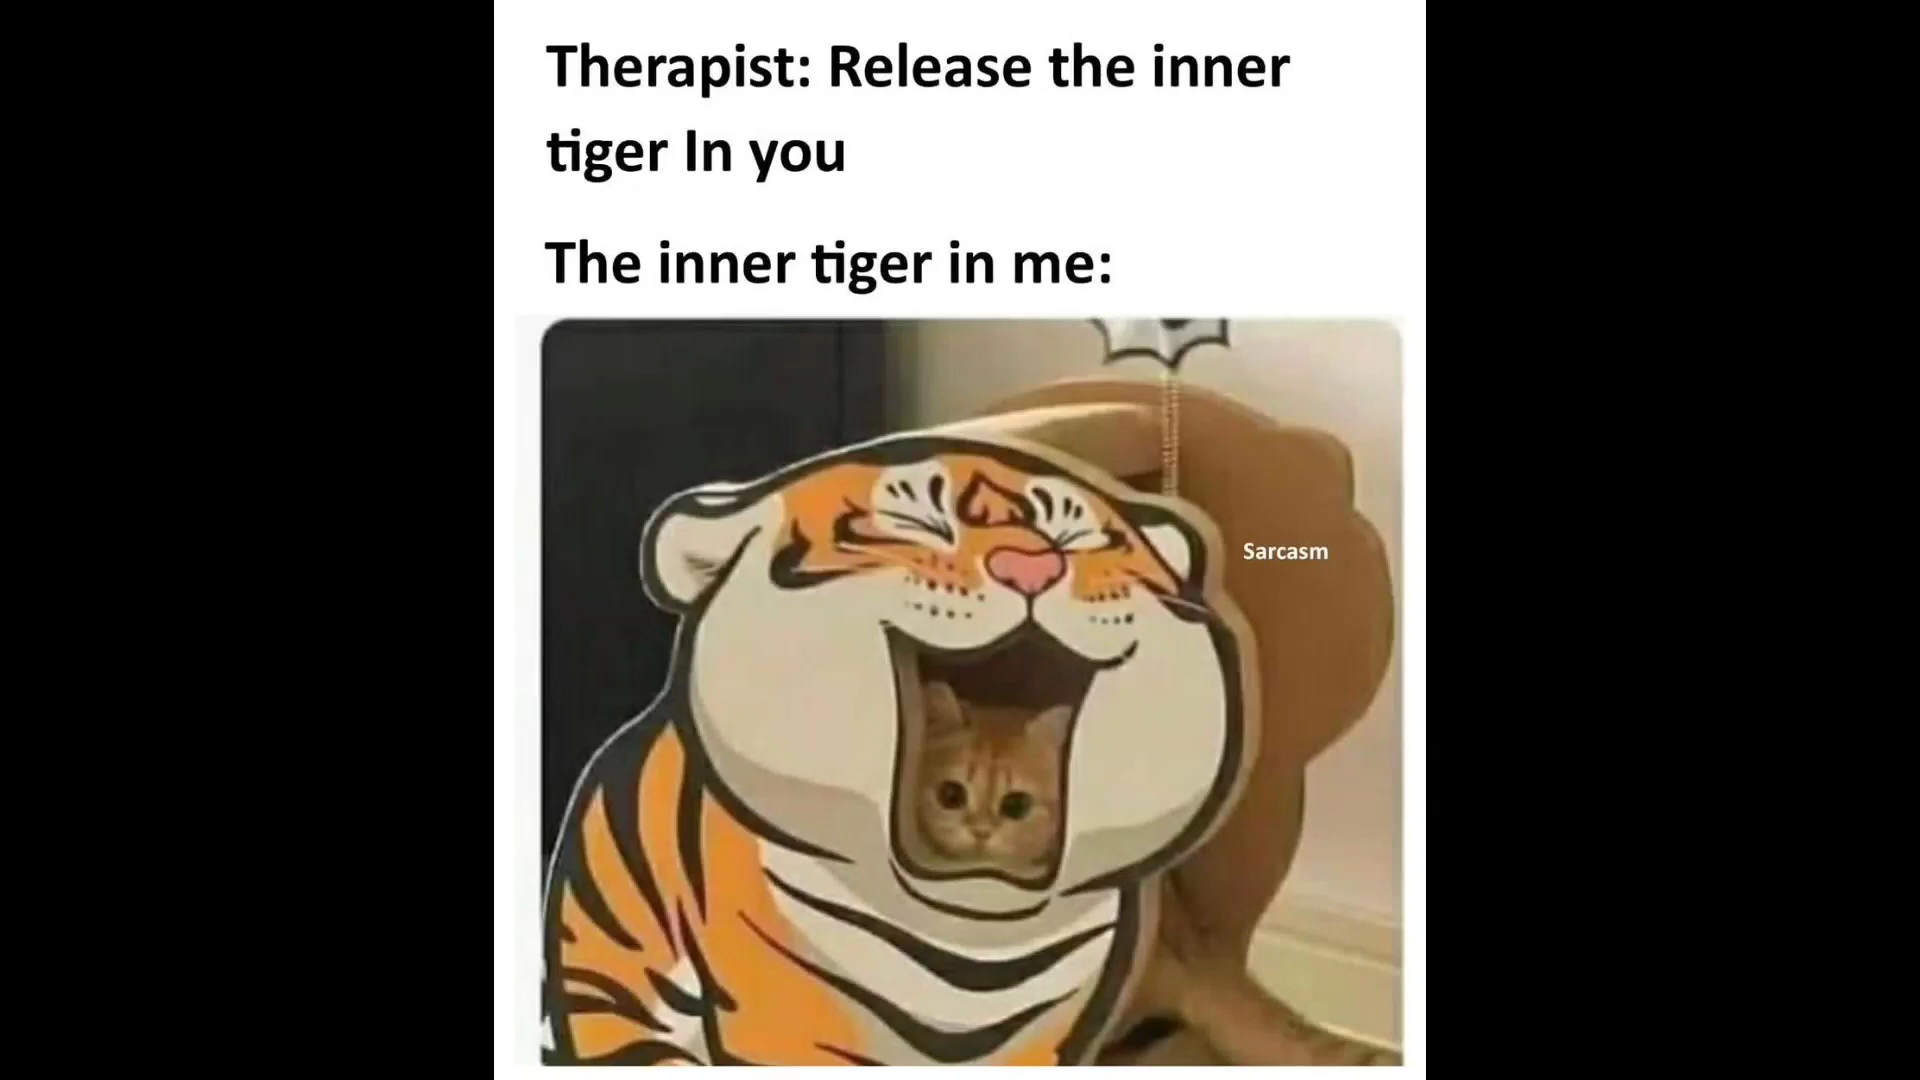 Therapist: Release the inner
tiger In you
The inner tiger in me:
Sarcasm